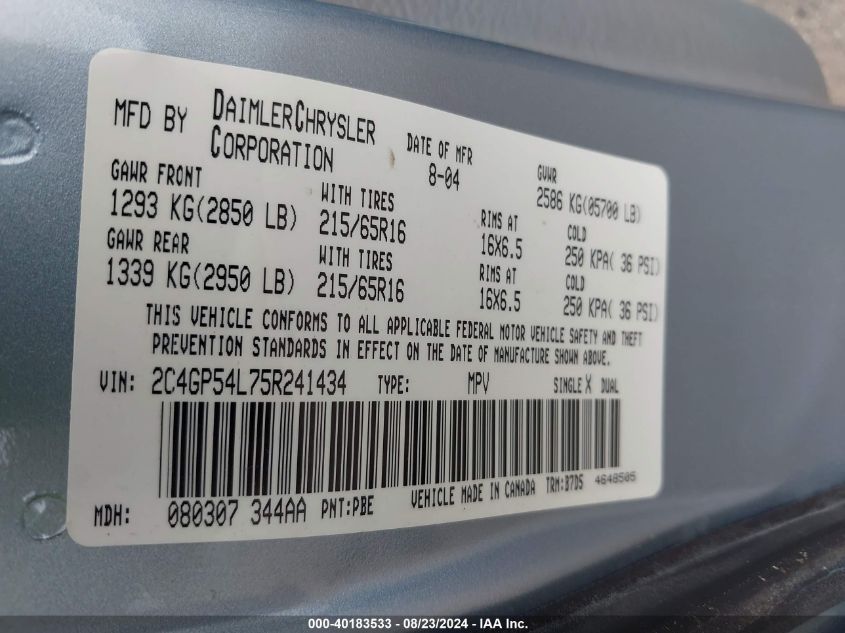 MFD BY DAIMLERCHRYSLER CORPORATION
DATE OF MFR 8-04
GVWR 2586 KG(05700 LB)
GAWR FRONT 1293 KG(2850 LB)
WITH TIRES 215/65R16
RIMS AT 16X6.5
COLD 250 KPA( 36 PSI)
GAWR REAR 1339 KG(2950 LB)
WITH TIRES 215/65R16
RIMS AT 16X6.5
COLD 250 KPA( 36 PSI)
THIS VEHICLE CONFORMS TO ALL APPLICABLE FEDERAL MOTOR VEHICLE SAFETY AND THEFT
PREVENTION STANDARDS IN EFFECT ON THE DATE OF MANUFACTURE SHOWN ABOVE.
VIN: 2C4GP54L75R241434 TYPE: MPV SINGLE X DUAL
MDH: 080307 344AA PNT:PBE VEHICLE MADE IN CANADA TRM:B7D5 4648505
000-40183533 - 08/23/2024 - IAA Inc.